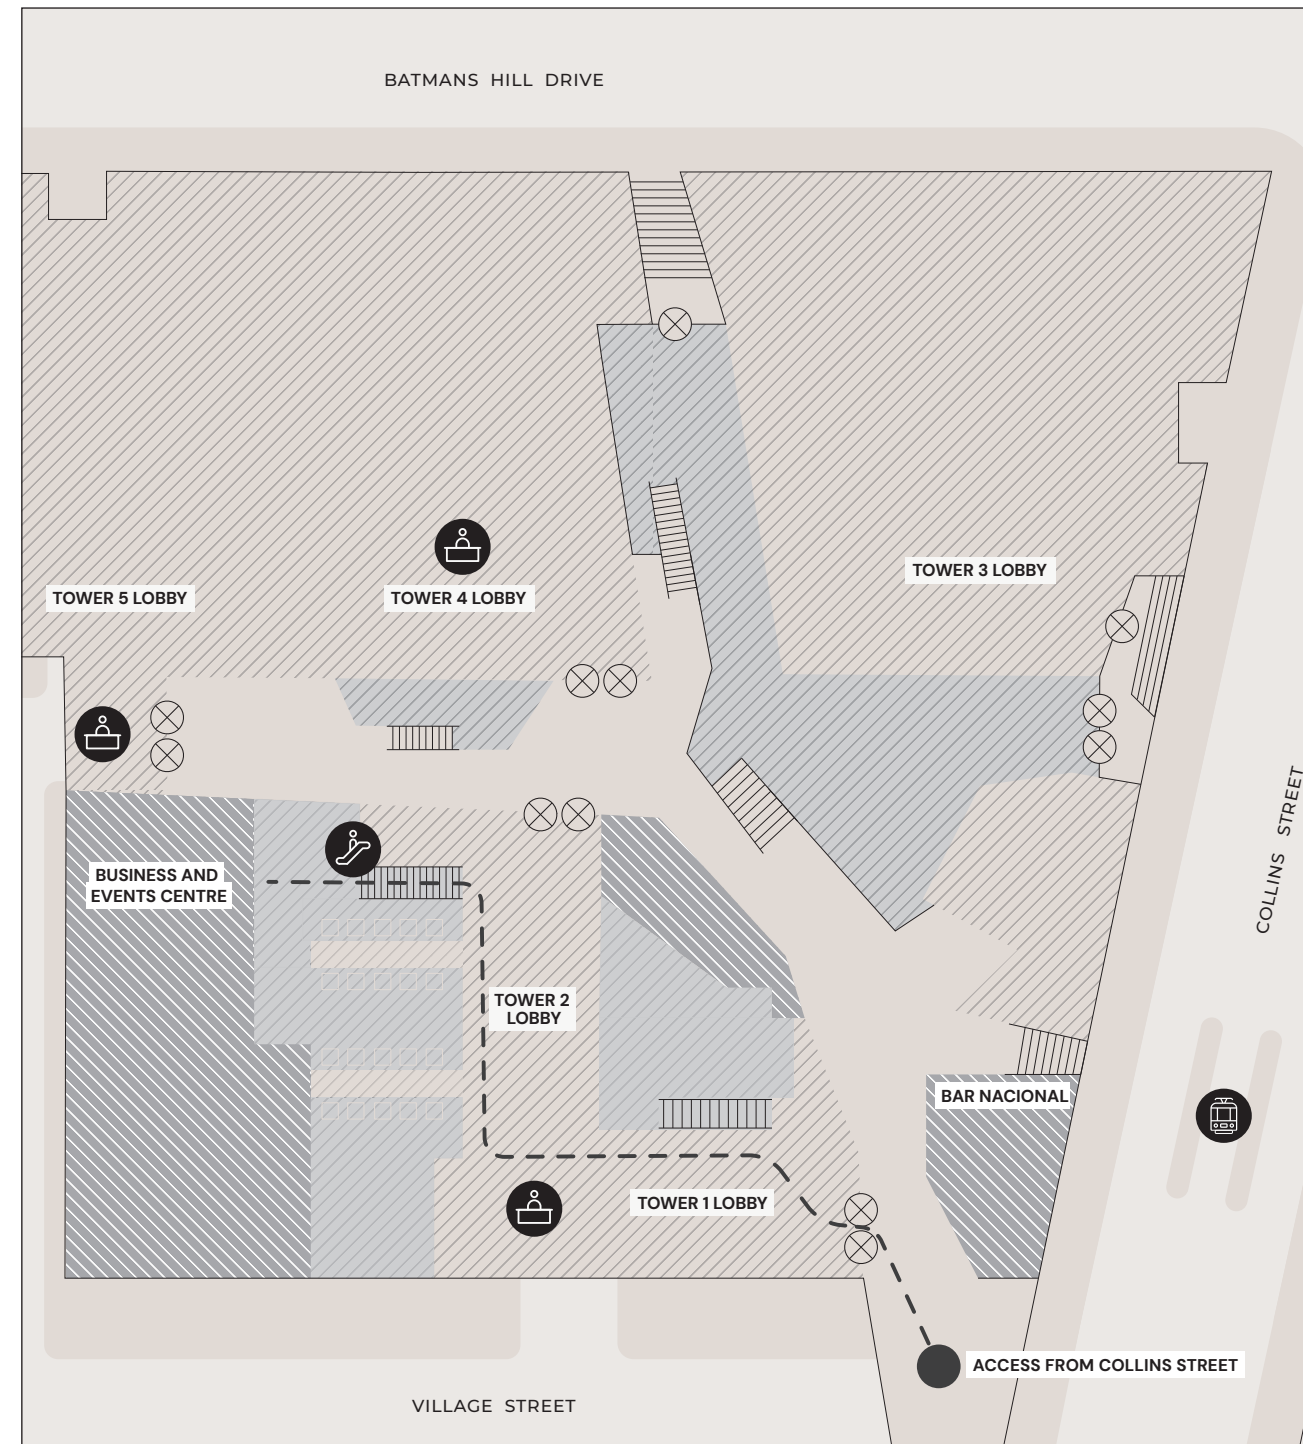 BATMANS HILL DRIVE
TOWER 3 LOBBY
TOWER 5 LOBBY
TOWER 4 LOBBY
COLLINS STREET
BUSINESS AND
EVENTS CENTRE
TOWER 2
LOBBY
BAR NACIONAL
TOWER 1 LOBBY
ACCESS FROM COLLINS STREET
VILLAGE STREET